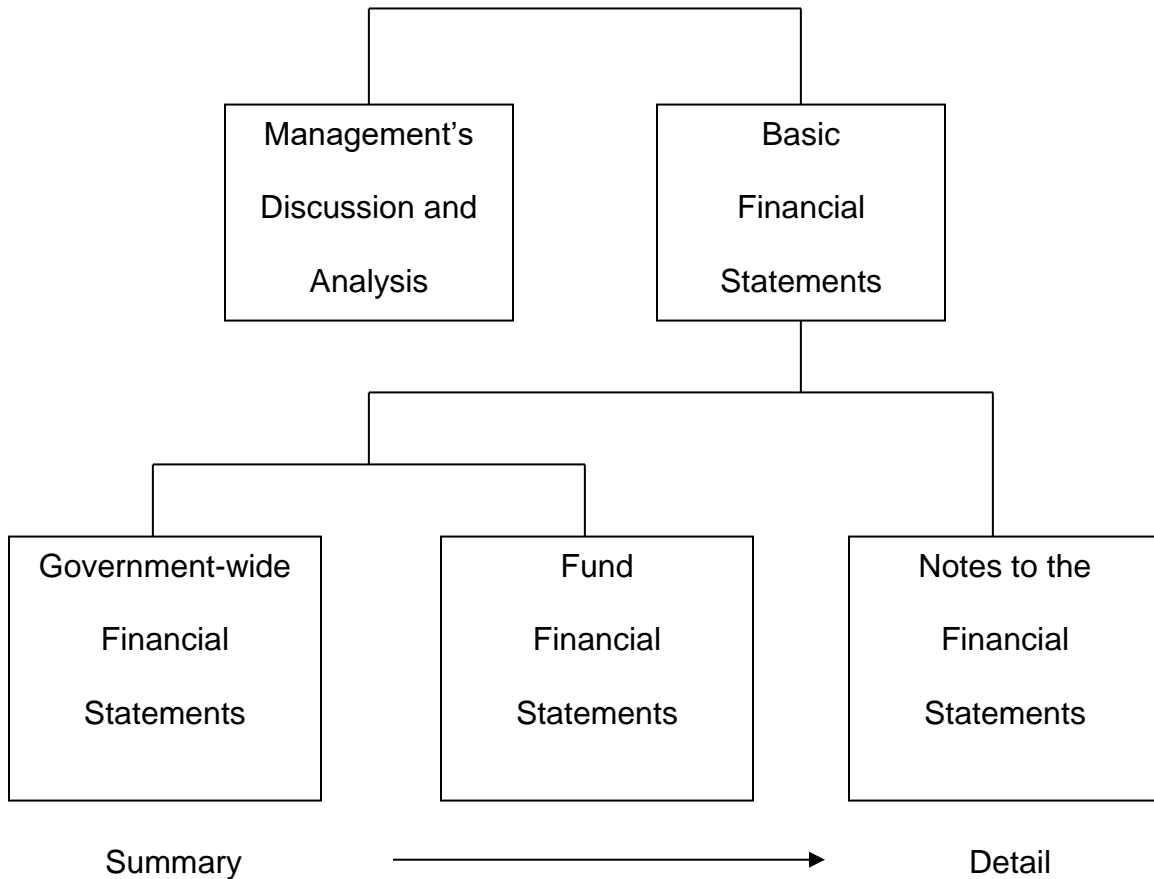 Management’s
Discussion and
Analysis
Basic
Financial
Statements
Government-wide
Financial
Statements
Fund
Financial
Statements
Notes to the
Financial
Statements
Summary
Detail